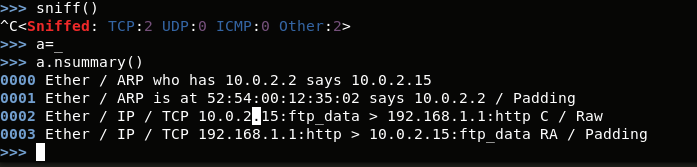 >>> sniff()
^C<Sniffed: TCP:2 UDP:0 ICMP:0 Other:2>
>>> a=_
>>> a.nsummary()
0000 Ether / ARP who has 10.0.2.2 says 10.0.2.15
0001 Ether / ARP is at 52:54:00:12:35:02 says 10.0.2.2 / Padding
0002 Ether / IP / TCP 10.0.2.15:ftp_data > 192.168.1.1:http C / Raw
0003 Ether / IP / TCP 192.168.1.1:http > 10.0.2.15:ftp_data RA / Padding
>>>